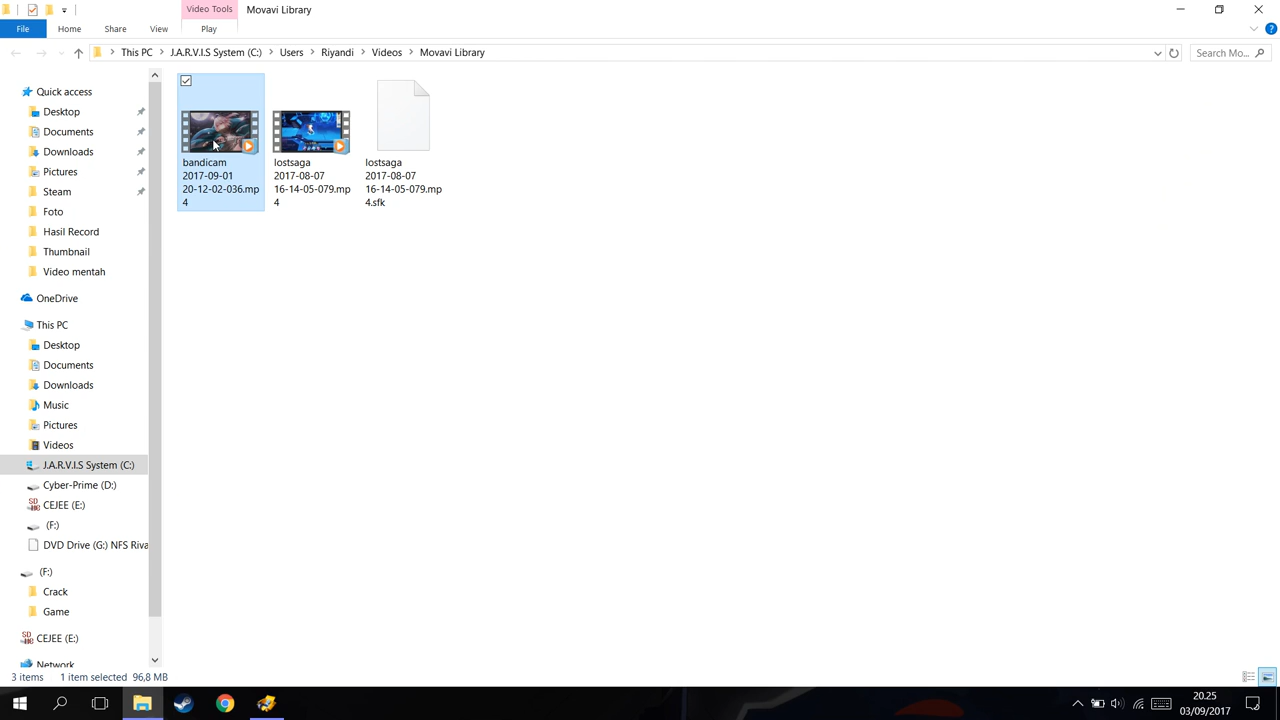 Video Tools
Movavi Library
File
Home
Share
View
Play
This PC
J.A.R.V.I.S System (C:)
Users
Riyandi
Videos
Movavi Library
Search Mo...
Quick access
Desktop
Documents
Downloads
Pictures
Steam
Foto
Hasil Record
Thumbnail
Video mentah
OneDrive
This PC
Desktop
Documents
Downloads
Music
Pictures
Videos
J.A.R.V.I.S System (C:)
Cyber-Prime (D:)
CEJEE (E:)
(F:)
DVD Drive (G:) NFS Riva
(F:)
Crack
Game
CEJEE (E:)
Network
bandicam
2017-09-01
20-12-02-036.mp
4
lostsaga
2017-08-07
16-14-05-079.mp
4
lostsaga
2017-08-07
16-14-05-079.mp
4.sfk
3 items
1 item selected 96,8 MB
20.25
03/09/2017